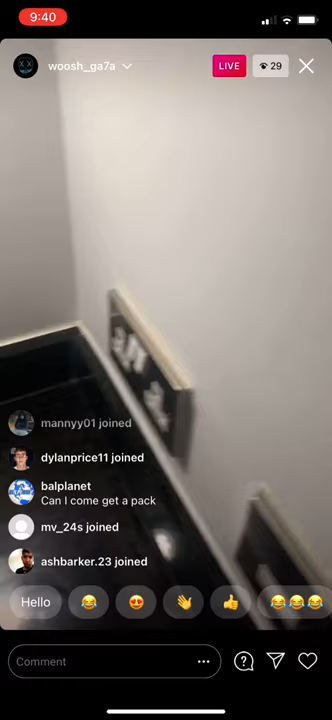 9:40
woosh_ga7a
LIVE
29
mannyy01 joined
dylanprice11 joined
balplanet
Can I come get a pack
mv_24s joined
ashbarker.23 joined
Hello
Comment